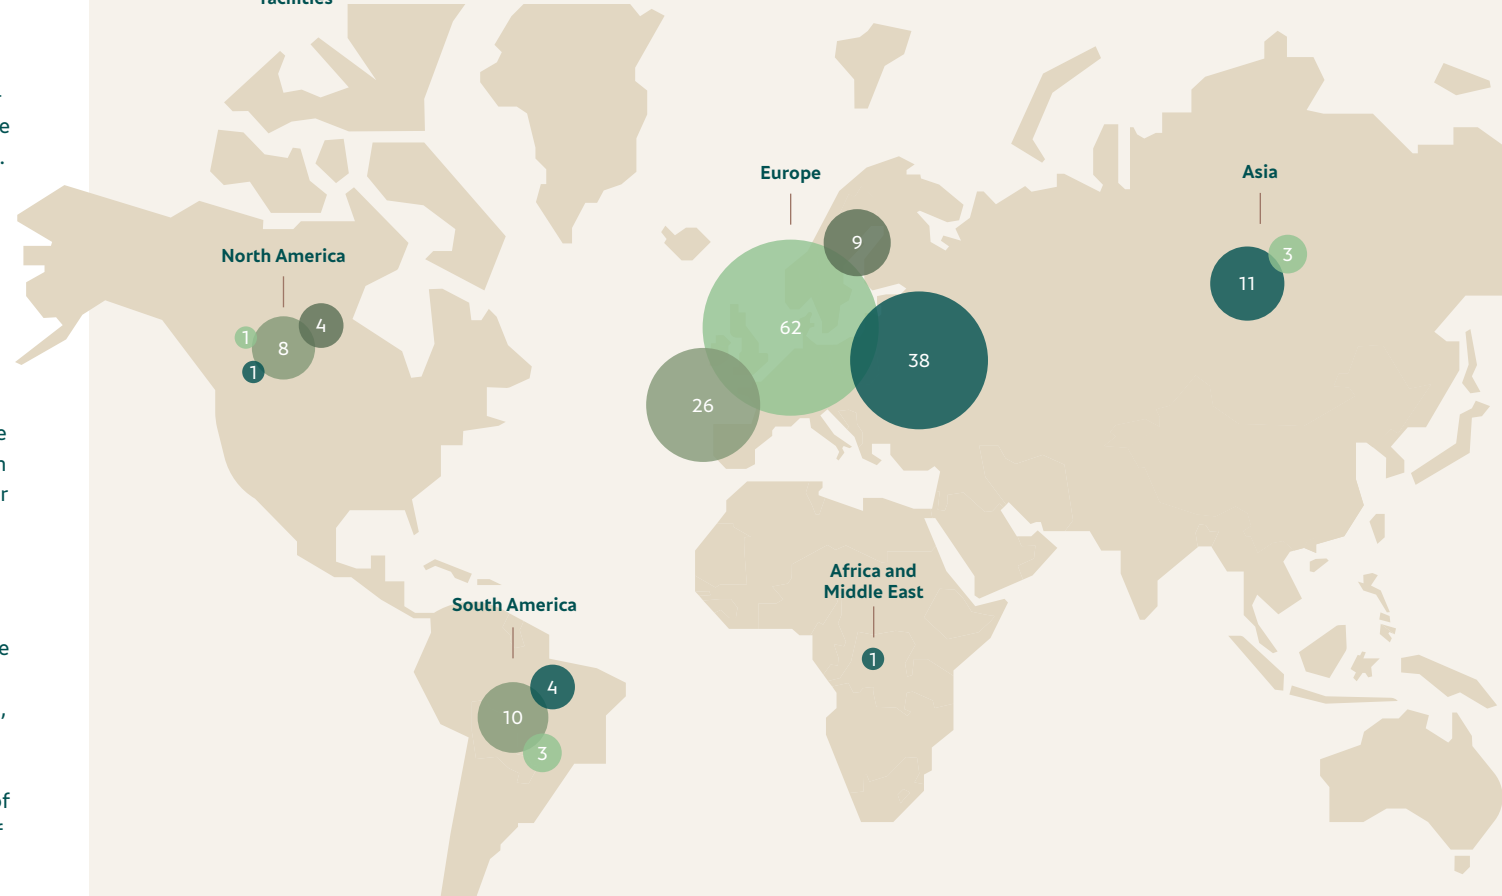 facilities
e
.
Europe
Asia
9
3
North America
11
4
62
1
8
38
1
26
e
n
r
Africa and
Middle East
South America
e
1
4
,
10
3
of